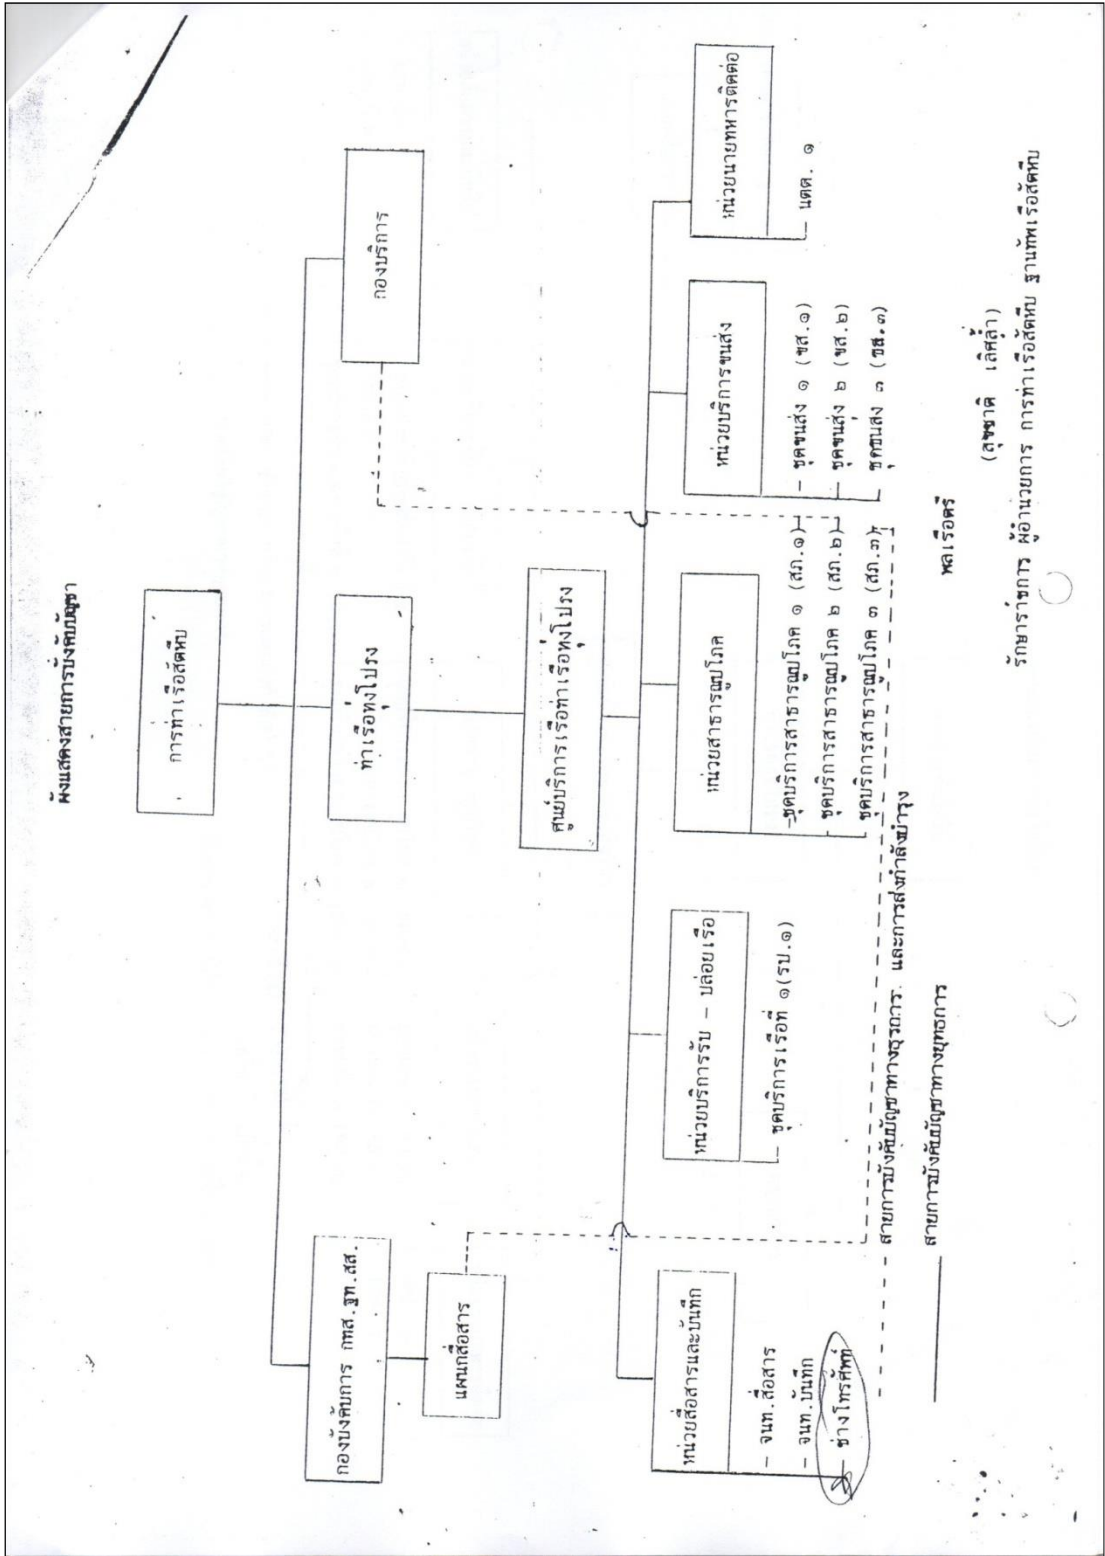 ผังแสดงสายการบังคับบัญชา
การท่าเรือสัตหีบ
กองบังคับการ กทส.ฐท.สส.
ท่าเรือทุ่งโปรง
กองบริการ
แผนกสื่อสาร
ศูนย์บริการเรือท่าเรือทุ่งโปรง
หน่วยสื่อสารและบันทึก
- จนท.สื่อสาร
- จนท.บันทึก
- ช่างโทรศัพท์
หน่วยบริการรับ - ปล่อยเรือ
- ชุดบริการเรือที่ ๑(รป.๑)
หน่วยสาธารณูปโภค
- ชุดบริการสาธารณูปโภค ๑ (สภ.๑)
ชุดบริการสาธารณูปโภค ๒ (สภ.๒)
ชุดบริการสาธารณูปโภค ๓ (สภ.๓)
หน่วยบริการขนส่ง
- ชุดขนส่ง ๑ (ขส.๑)
- ชุดขนส่ง ๒ (ขส.๒)
- ชุดขนส่ง ๓ (ขส.๓)
หน่วยนายทหารติดต่อ
- นตต. ๑
สายการบังคับบัญชาทางธุรการ. และการส่งกำลังบำรุง
สายการบังคับบัญชาทางยุทธการ
พลเรือตรี
(สุชชาติ เลิศล้ำ)
รักษาราชการ ผู้อำนวยการ การท่าเรือสัตหีบ ฐานทัพเรือสัตหีบ